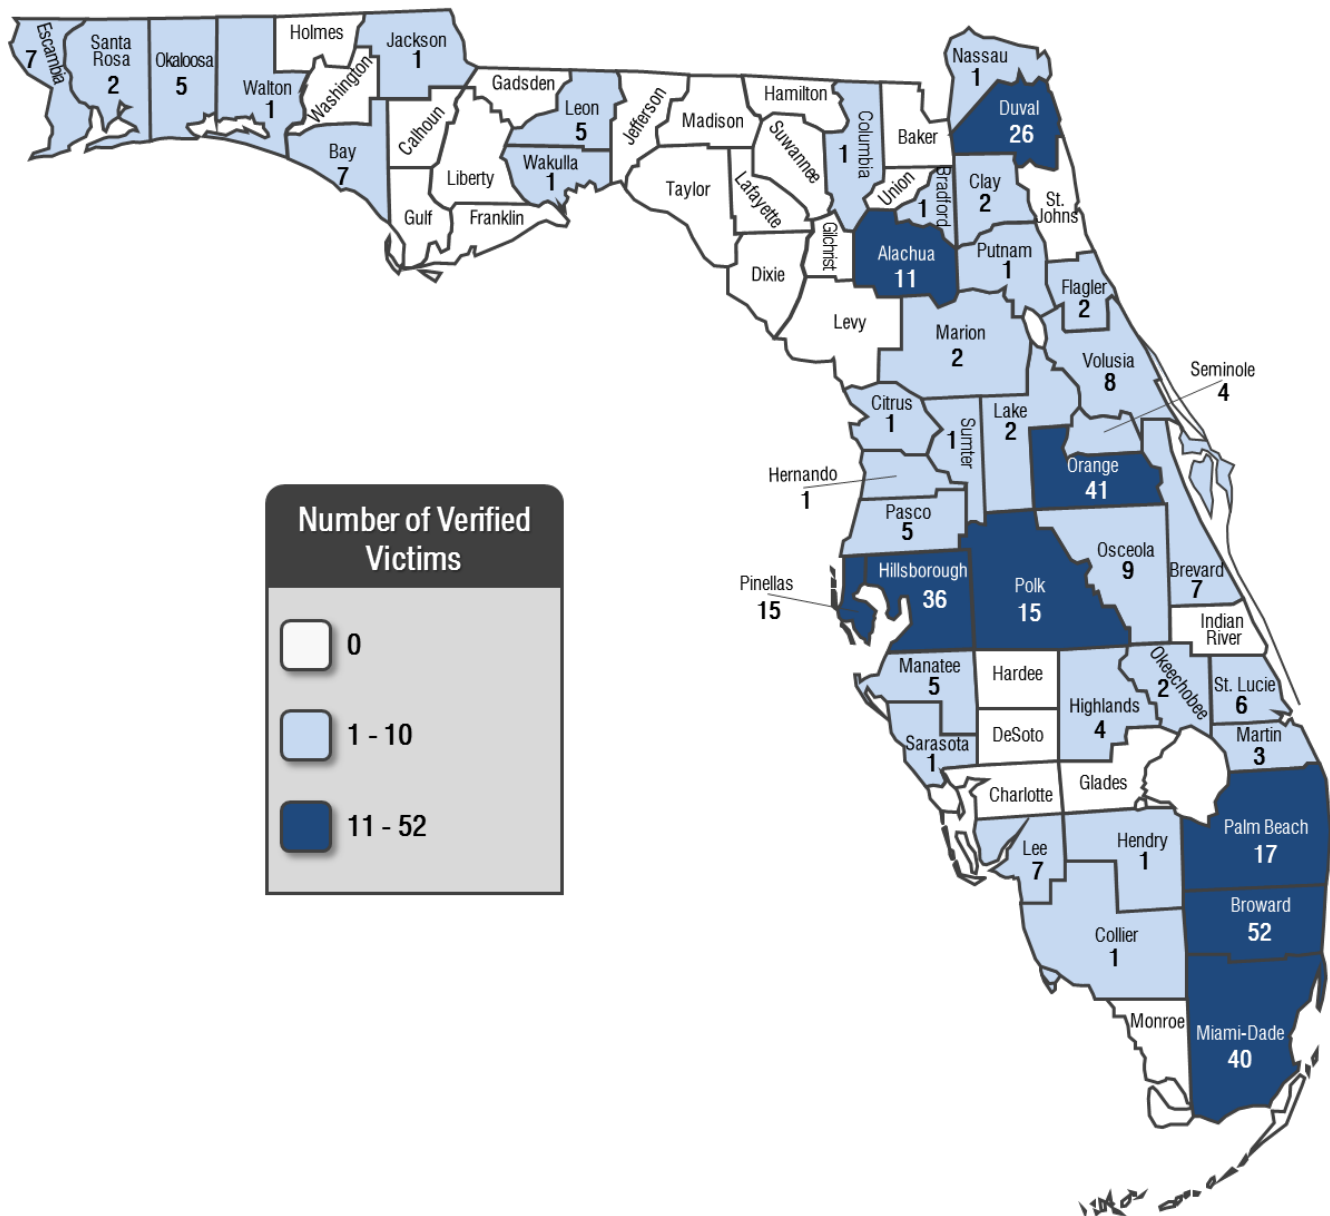 Escambia
7
Santa
Rosa
2
Okaloosa
5
Walton
1
Holmes
Washington
Jackson
1
Bay
7
Calhoun
Gulf
Liberty
Franklin
Gadsden
Leon
5
Wakulla
1
Jefferson
Madison
Taylor
Hamilton
Suwannee
Lafayette
Dixie
Columbia
1
Gilchrist
Baker
Union
Bradford
1
Nassau
1
Duval
26
Clay
2
St.
Johns
Alachua
11
Putnam
1
Flagler
2
Levy
Marion
2
Volusia
8
Seminole
4
Citrus
1
Sumter
1
Lake
2
Orange
41
Hernando
1
Pasco
5
Pinellas
15
Hillsborough
36
Polk
15
Osceola
9
Brevard
7
Indian
River
Manatee
5
Hardee
Highlands
4
Okeechobee
2
St. Lucie
6
Sarasota
1
DeSoto
Martin
3
Charlotte
Glades
Lee
7
Hendry
1
Palm Beach
17
Collier
1
Broward
52
Monroe
Miami-Dade
40
Number of Verified
Victims
0
1 - 10
11 - 52